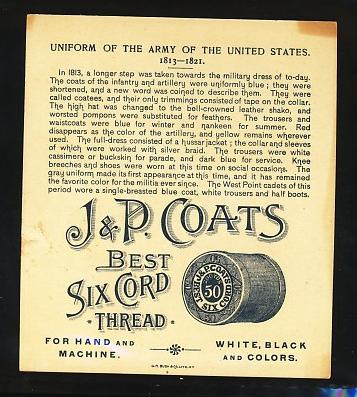 UNIFORM OF THE ARMY OF THE UNITED STATES.
1813—1821.
In 1813, a longer step was taken towards the military dress of to-day.
The coats of the infantry and artillery were uniformly blue; they were
shortened, and a new word was coined to describe them. They were
called coatees, and their only trimmings consisted of tape on the collar.
The high hat was changed to the bell-crowned leather shako, and
worsted pompons were substituted for feathers. The trousers and
waistcoats were blue for winter and nankeen for summer. Red
disappears as the color of the artillery, and yellow remains wherever
used. The full-dress consisted of a hussar jacket; the collar and sleeves
of which were worked with silver braid. The trousers were white
cassimere or buckskin for parade, and dark blue for service. Knee
breeches and shoes were worn at this time on social occasions. The
gray uniform made its first appearance at this time, and it has remained
the favorite color for the militia ever since. The West Point cadets of this
period wore a single-breasted blue coat, white trousers and half boots.
J & P. COATS
BEST
SIX CORD
THREAD
J. & P. COATS
50
SIX CORD
FOR HAND AND
MACHINE.
WHITE, BLACK
AND COLORS.